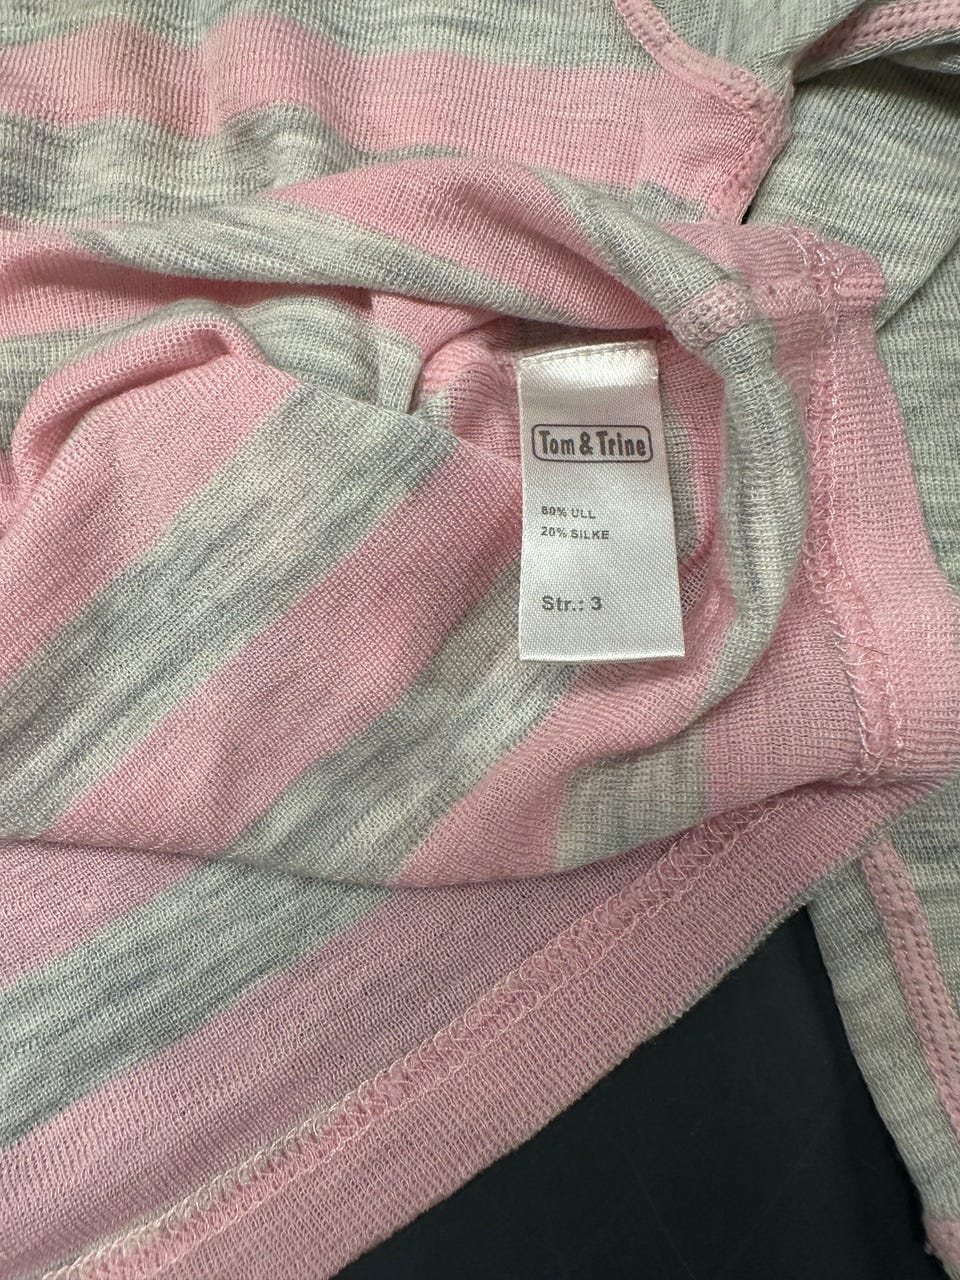 Tom & Trine
80% ULL
20% SILKE
Str.: 3